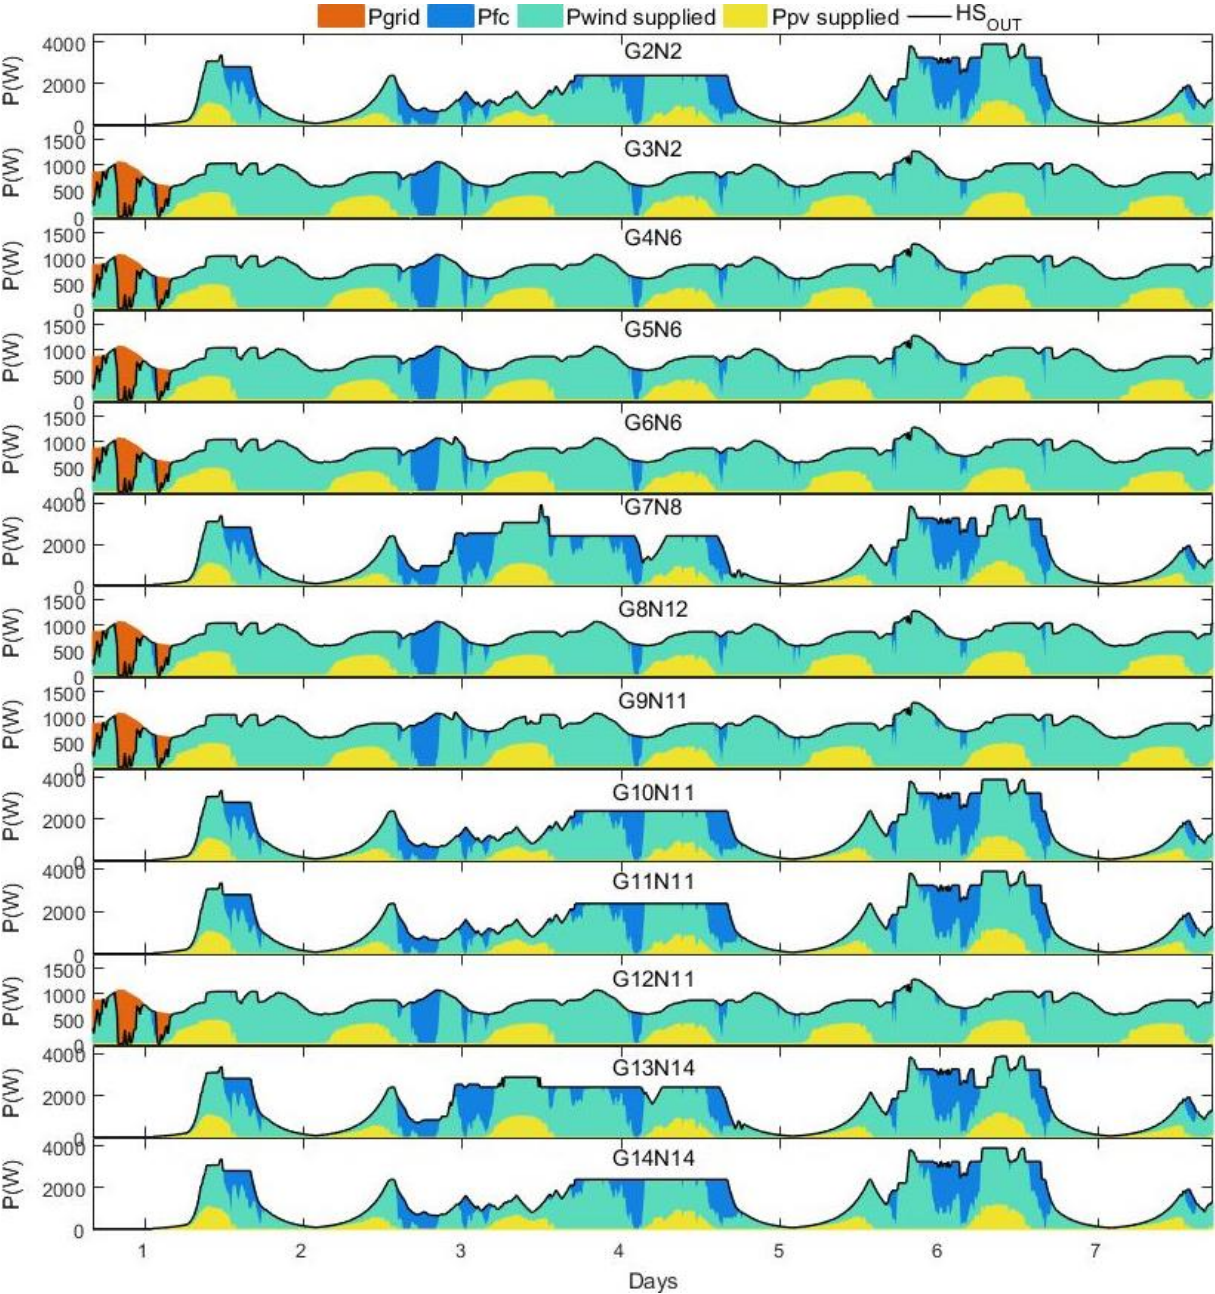 Pgrid Pfc Pwind supplied Ppv supplied HS_OUT
P(W) 4000 2000 0 G2N2
P(W) 1500 1000 500 0 G3N2
P(W) 1500 1000 500 0 G4N6
P(W) 1500 1000 500 0 G5N6
P(W) 1500 1000 500 0 G6N6
P(W) 4000 2000 0 G7N8
P(W) 1500 1000 500 0 G8N12
P(W) 1500 1000 500 0 G9N11
P(W) 4000 2000 0 G10N11
P(W) 4000 2000 0 G11N11
P(W) 1500 1000 500 0 G12N11
P(W) 4000 2000 0 G13N14
P(W) 4000 2000 0 G14N14
1 2 3 4 5 6 7
Days